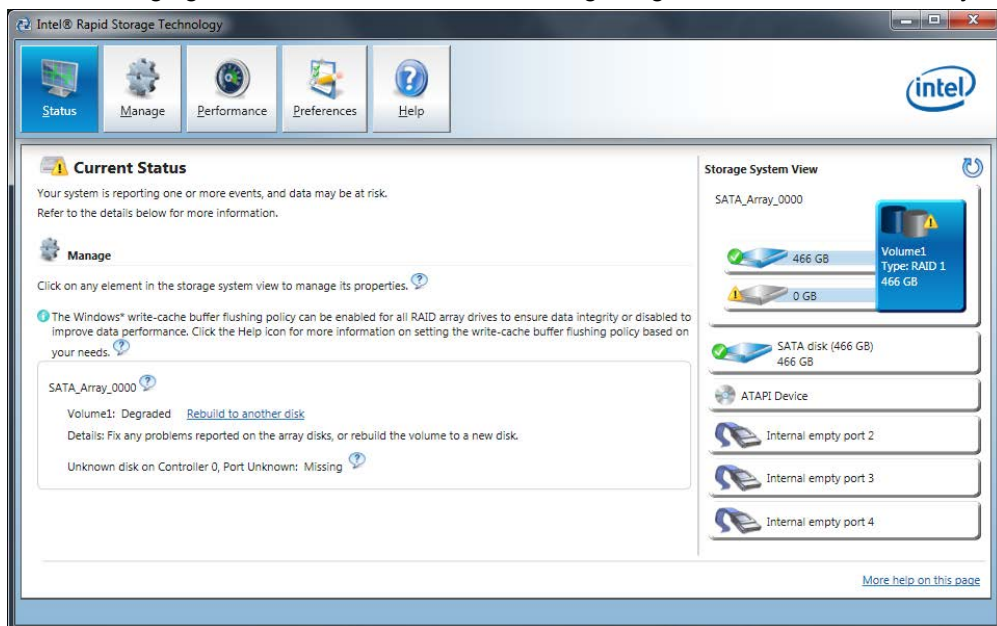 Intel® Rapid Storage Technology
Status
Manage
Performance
Preferences
Help
intel
Current Status
Your system is reporting one or more events, and data may be at risk.
Refer to the details below for more information.
Manage
Click on any element in the storage system view to manage its properties.
The Windows* write-cache buffer flushing policy can be enabled for all RAID array drives to ensure data integrity or disabled to
improve data performance. Click the Help icon for more information on setting the write-cache buffer flushing policy based on
your needs.
SATA_Array_0000
Volume1: Degraded Rebuild to another disk
Details: Fix any problems reported on the array disks, or rebuild the volume to a new disk.
Unknown disk on Controller 0, Port Unknown: Missing
Storage System View
SATA_Array_0000
466 GB
0 GB
Volume1
Type: RAID 1
466 GB
SATA disk (466 GB)
466 GB
ATAPI Device
Internal empty port 2
Internal empty port 3
Internal empty port 4
More help on this page